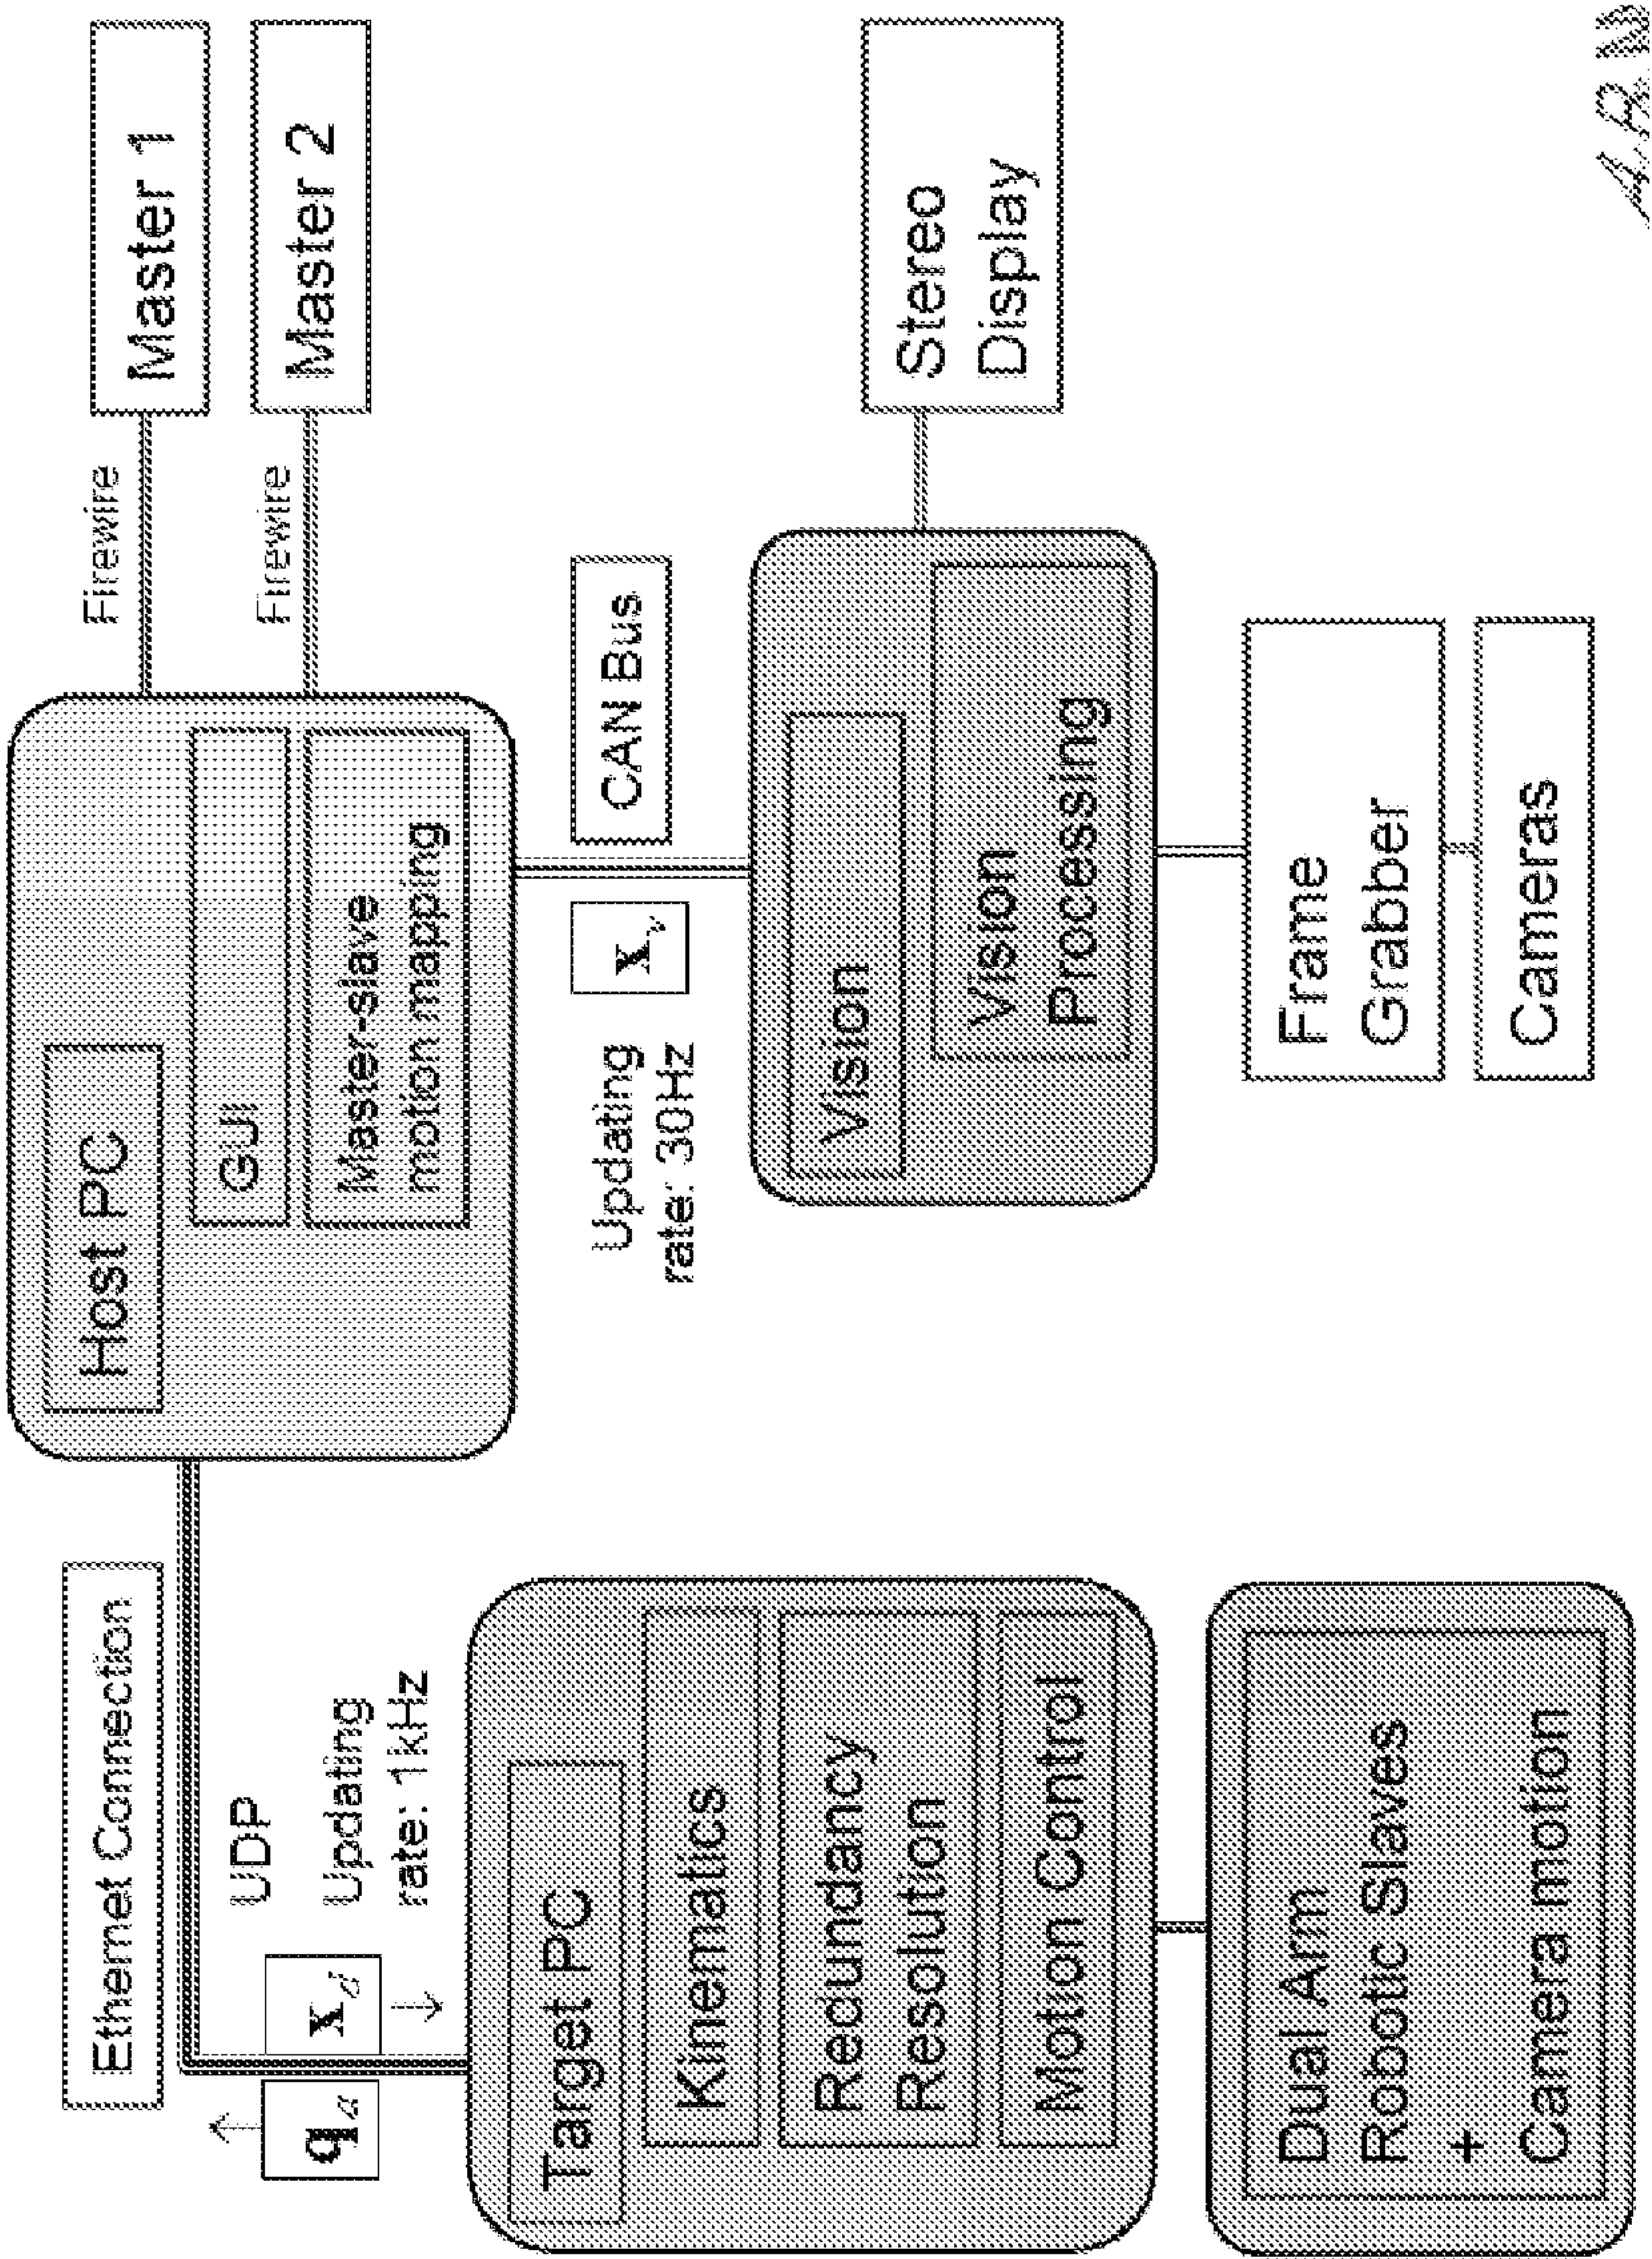 Ethernet Connection
UDP
Updating
rate: 1kHz
q_a
x_d
Host PC
GUI
Master-slave
motion mapping
Firewire
Master 1
Firewire
Master 2
Target PC
Kinematics
Redundancy
Resolution
Motion Control
Dual Arm
Robotic Slaves
+
Camera motion
Updating
rate: 30Hz
x_v
CAN Bus
Vision
Vision
Processing
Stereo
Display
Frame
Grabber
Cameras